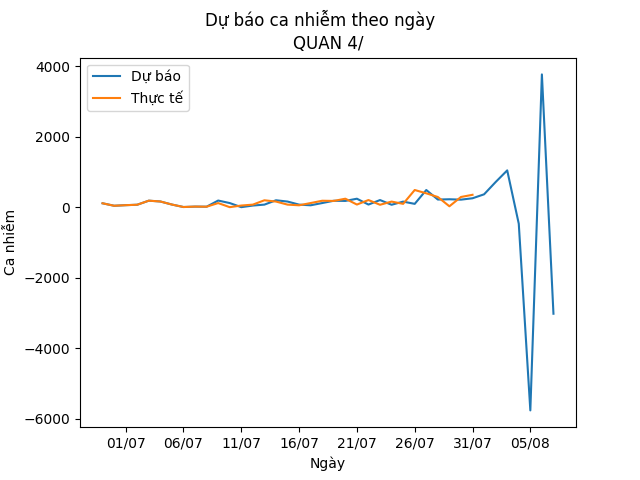 Dự báo ca nhiễm theo ngày
QUAN 4/
Dự báo
Thực tế
4000
2000
0
−2000
−4000
−6000
Ca nhiễm
01/07
06/07
11/07
16/07
21/07
26/07
31/07
05/08
Ngày